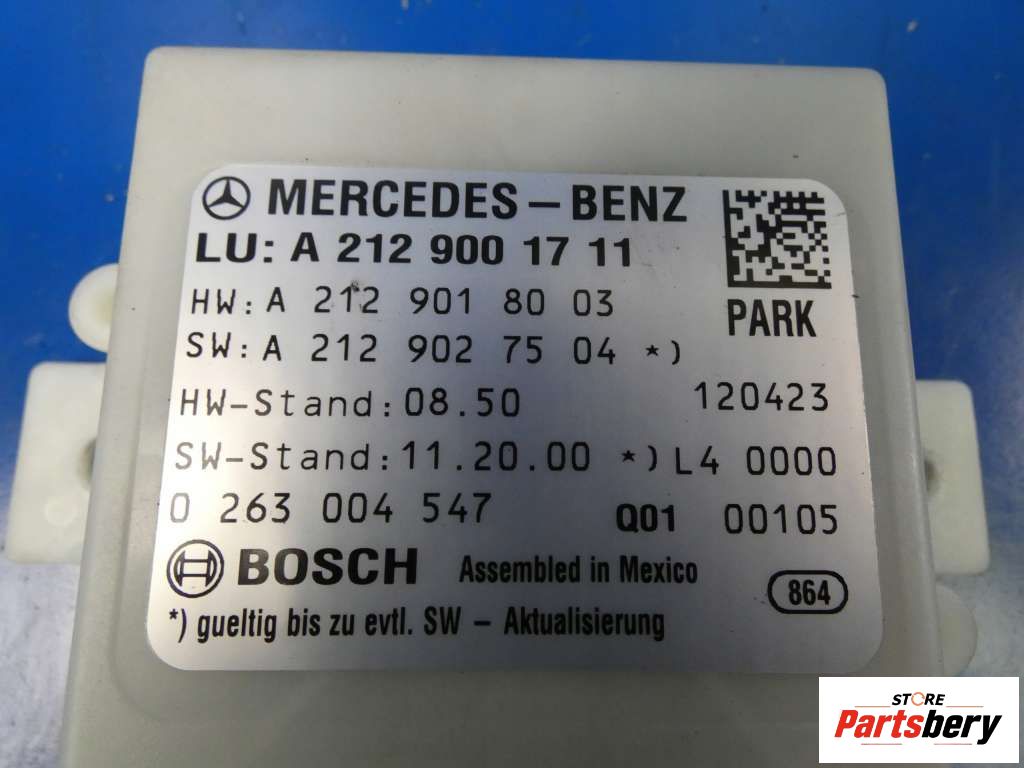 MERCEDES-BENZ
LU: A 212 900 17 11
HW: A 212 901 80 03
PARK
SW: A 212 902 75 04 *)
HW-Stand: 08.50 120423
SW-Stand: 11.20.00 *) L4 0000
0 263 004 547 Q01 00105
BOSCH Assembled in Mexico 864
*) gueltig bis zu evtl. SW - Aktualisierung
STORE
Partsbery